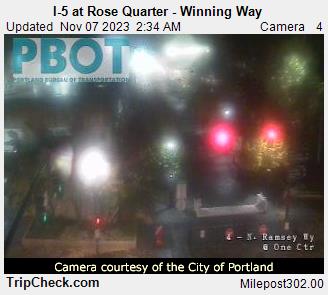 I-5 at Rose Quarter - Winning Way
Updated Nov 07 2023 2:34 AM Camera 4
PBOT
PORTLAND BUREAU OF TRANSPORTATION
4 - N. Ramsey Wy
@ One Ctr
Camera courtesy of the City of Portland
TripCheck.com Milepost302.00